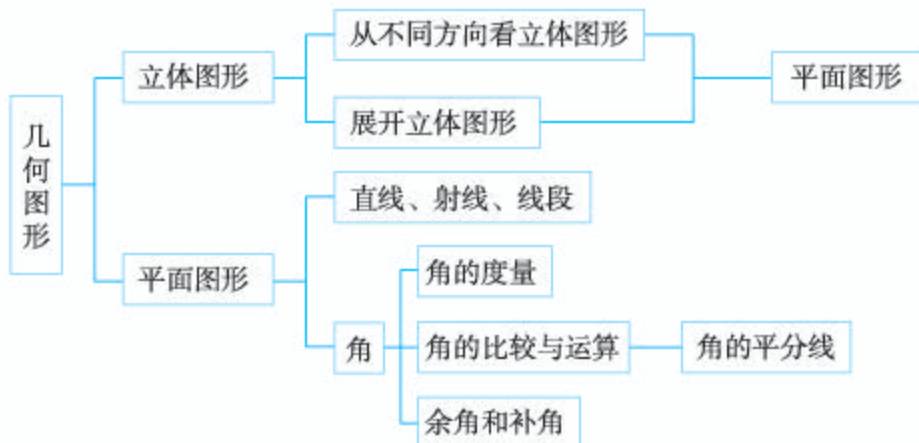 几何图形
立体图形
从不同方向看立体图形
展开立体图形
平面图形
平面图形
直线、射线、线段
角
角的度量
角的比较与运算
角的平分线
余角和补角